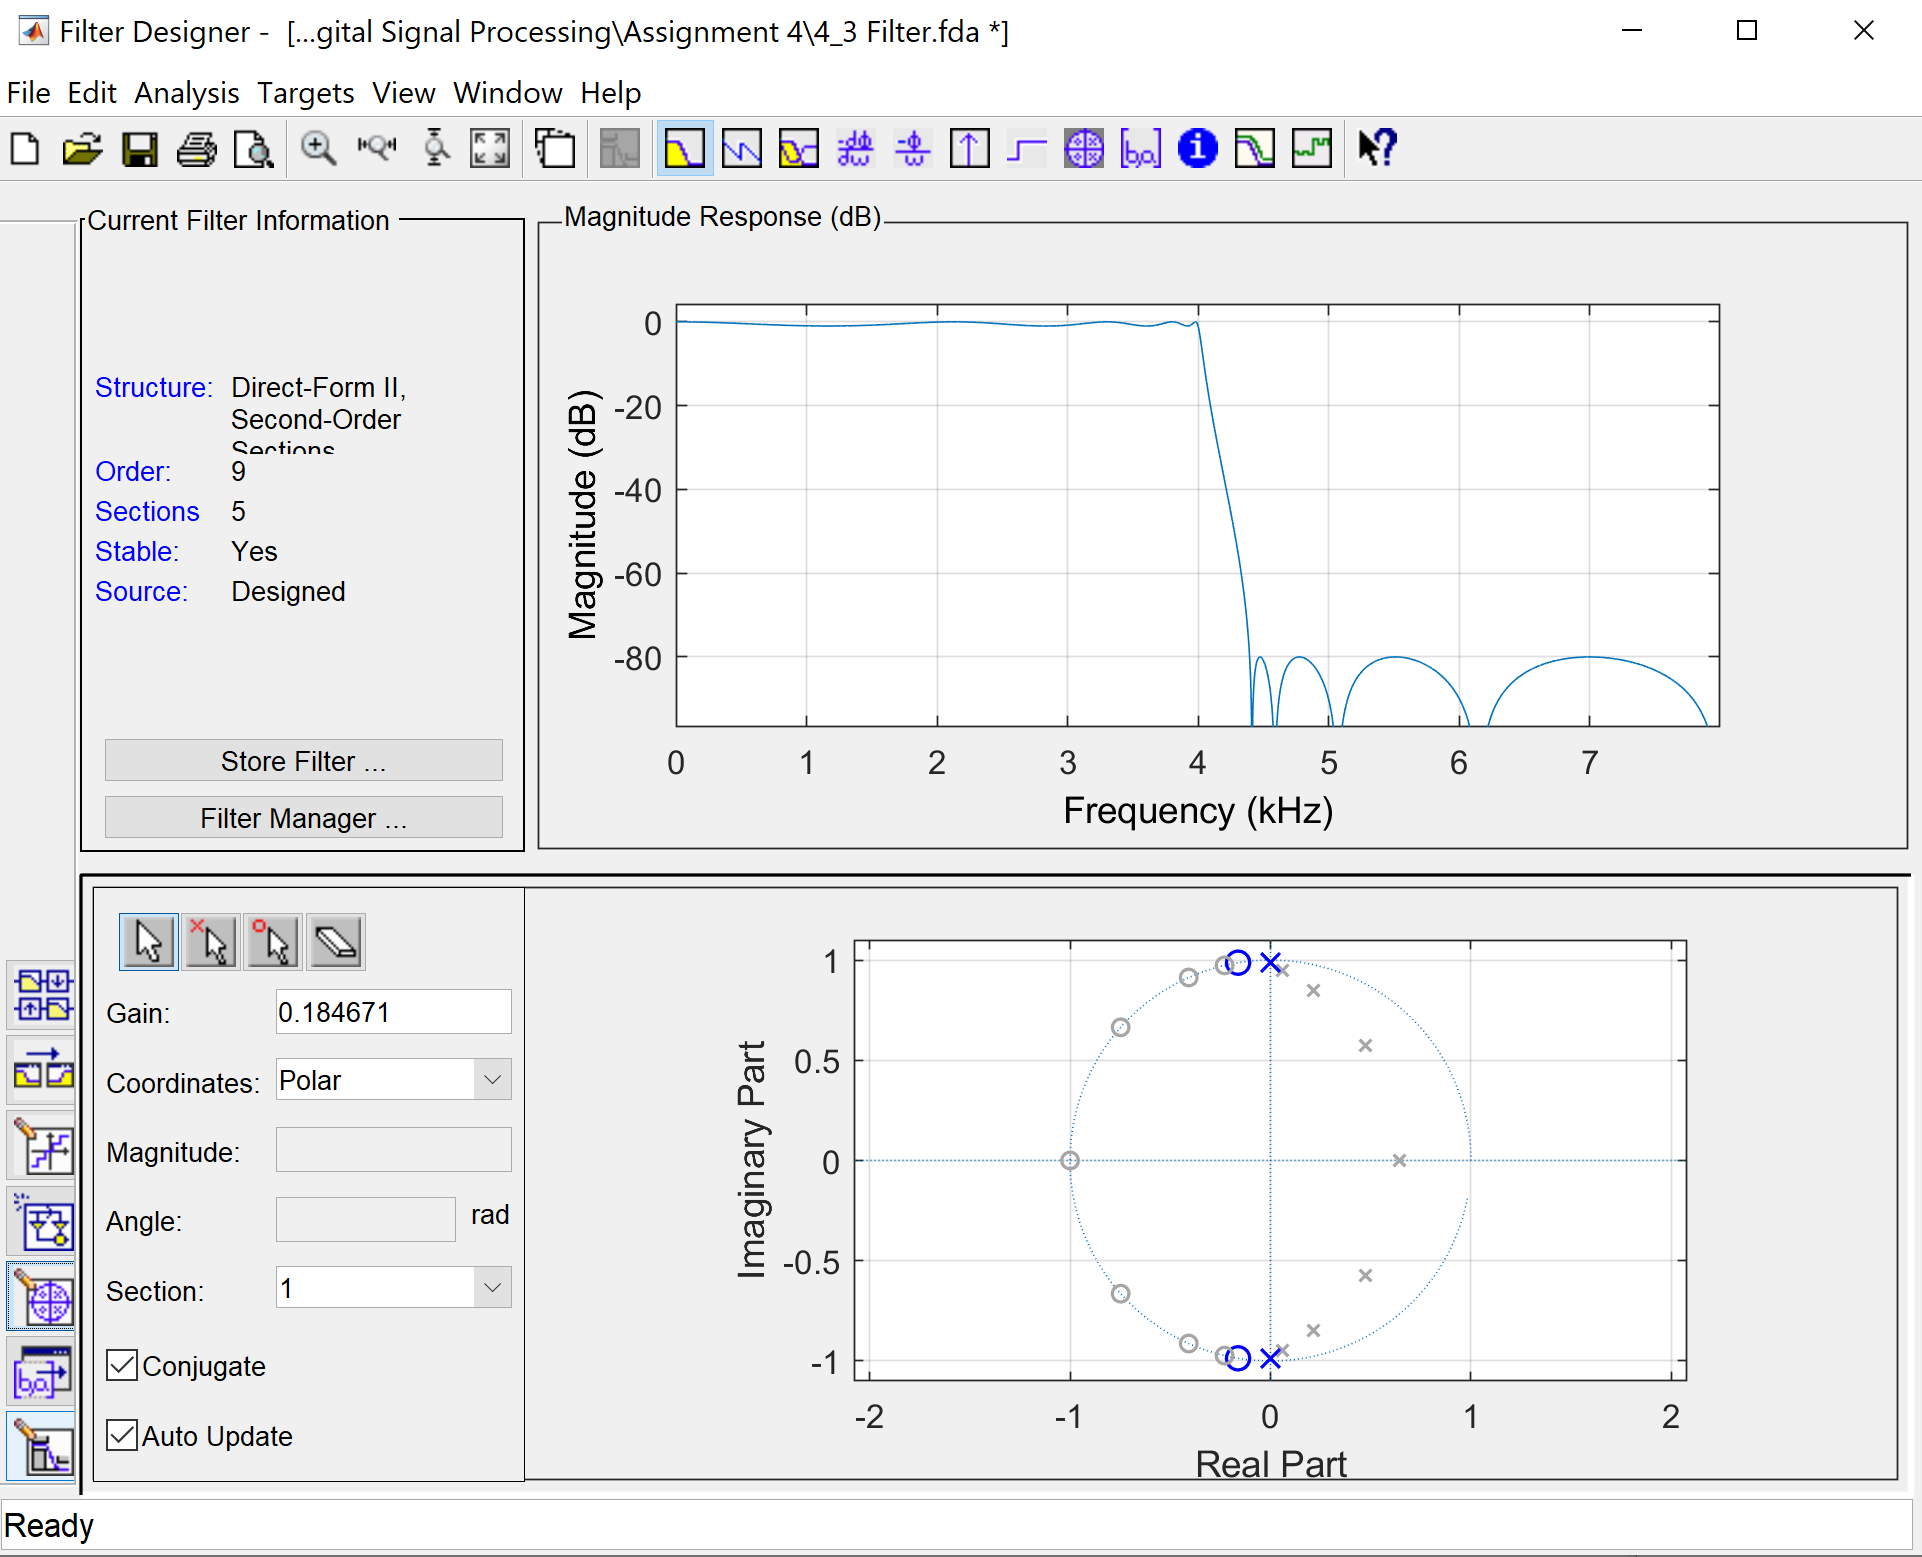 Filter Designer - [...gital Signal Processing\Assignment 4\4_3 Filter.fda *]
File Edit Analysis Targets View Window Help
Current Filter Information
Structure: Direct-Form II,
Second-Order
Sections
Order: 9
Sections 5
Stable: Yes
Source: Designed
Store Filter ...
Filter Manager ...
Magnitude Response (dB)
Magnitude (dB)
0
-20
-40
-60
-80
0 1 2 3 4 5 6 7
Frequency (kHz)
Gain: 0.184671
Coordinates: Polar
Magnitude:
Angle: rad
Section: 1
Conjugate
Auto Update
Imaginary Part
1
0.5
0
-0.5
-1
-2 -1 0 1 2
Real Part
Ready